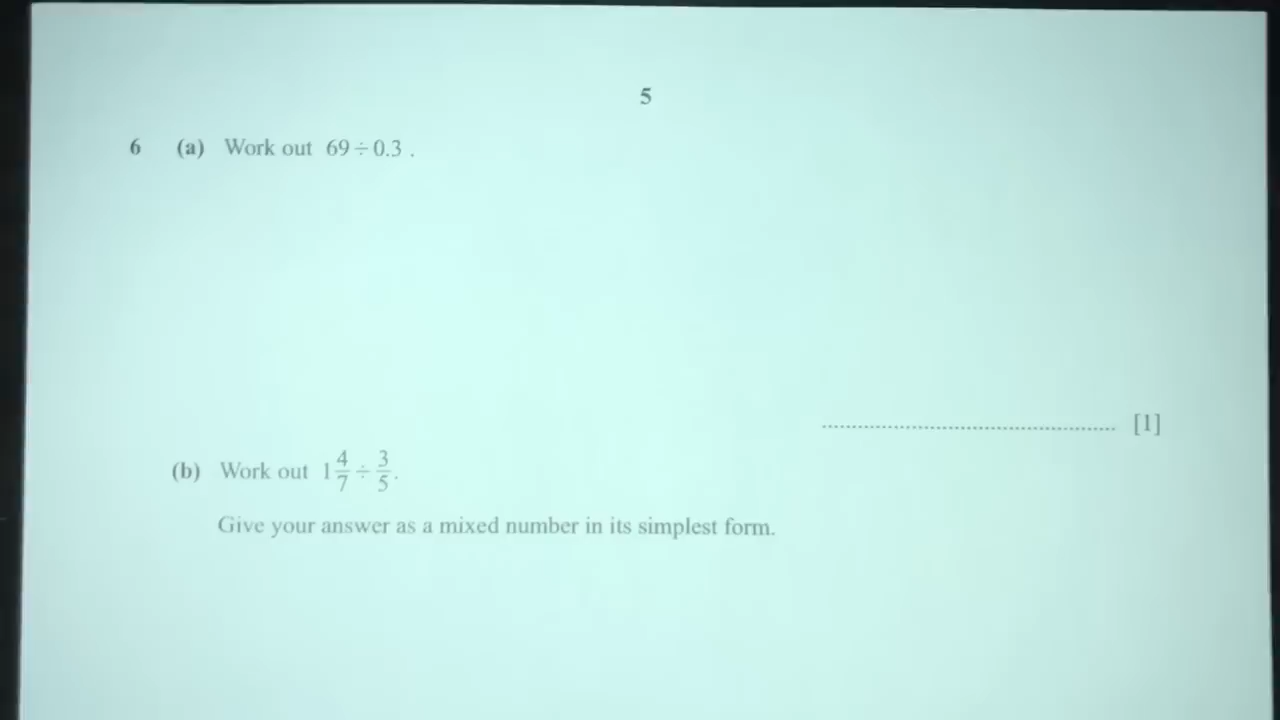 5
6 (a) Work out 69 ÷ 0.3 .
[1]
(b) Work out 1 4/7 ÷ 3/5.
Give your answer as a mixed number in its simplest form.